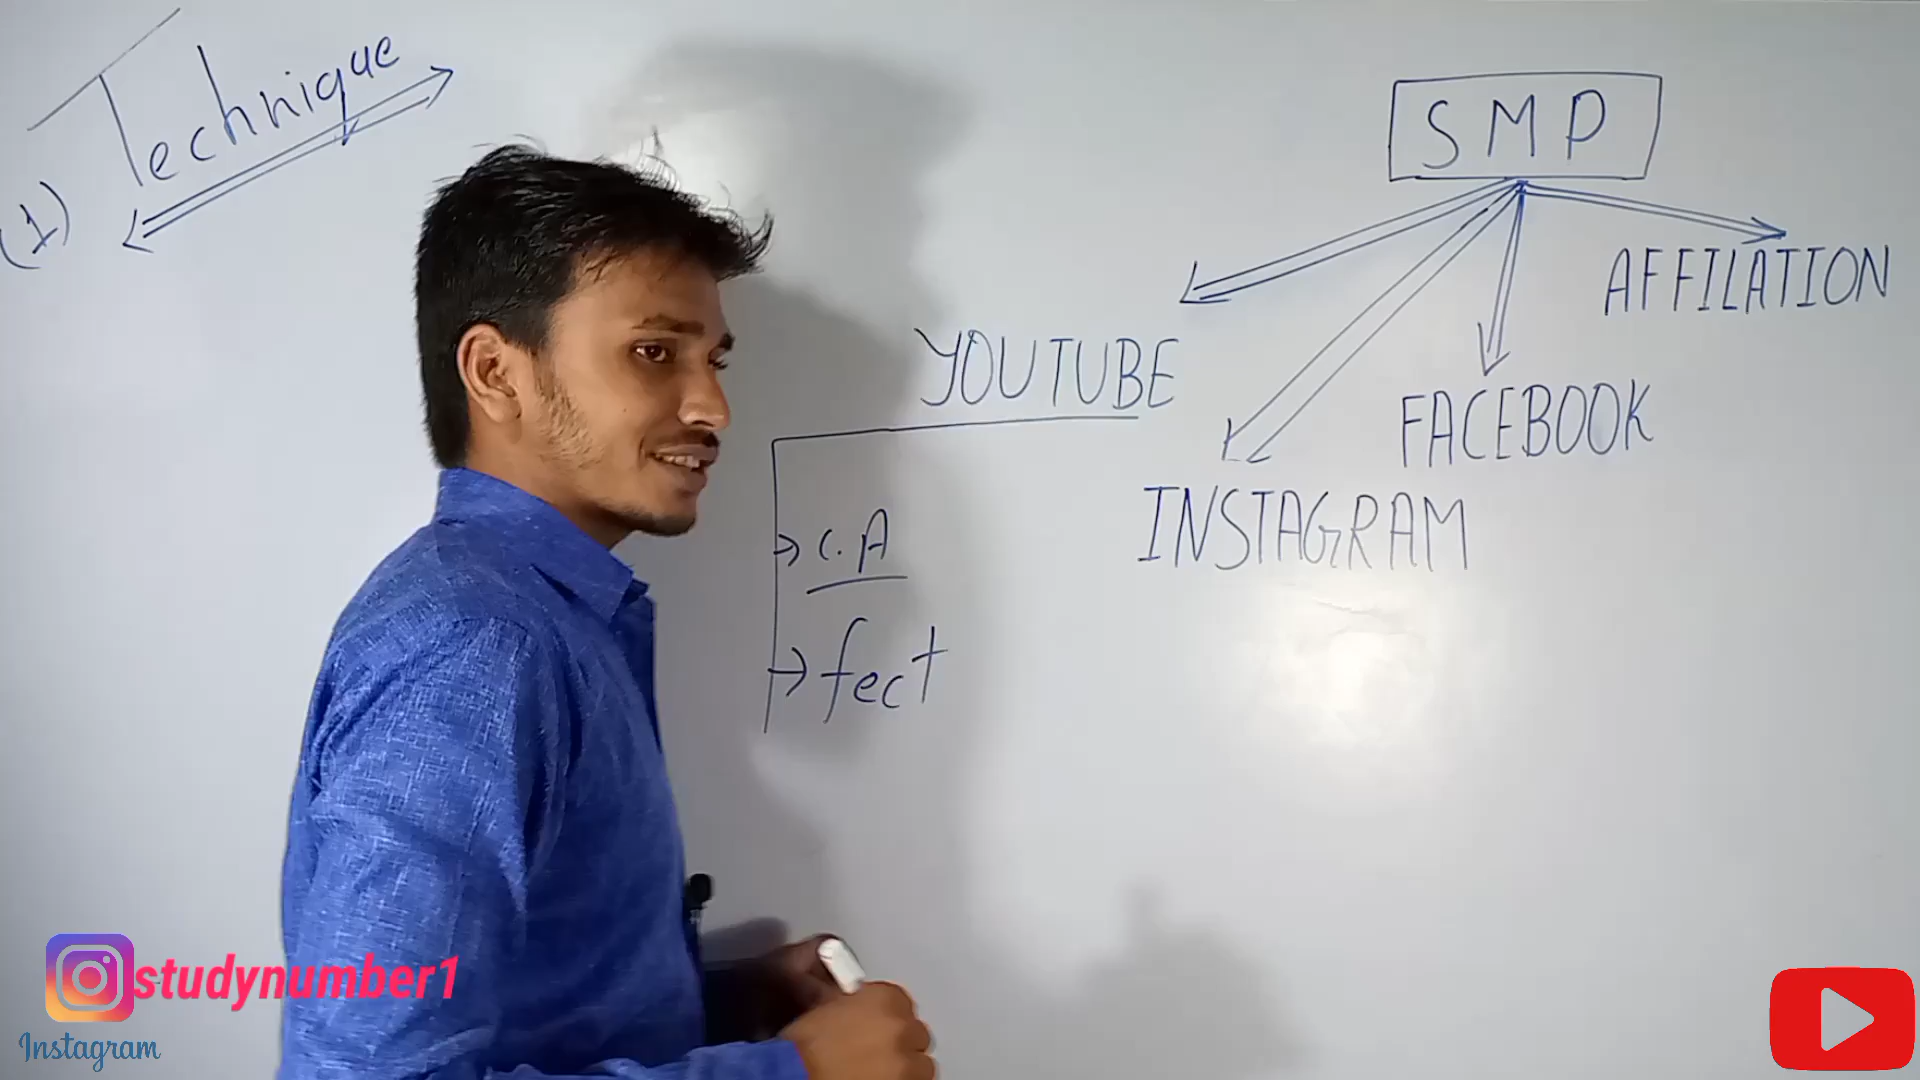 Technique
(1)
SMP
AFFILATION
YOUTUBE
FACEBOOK
INSTAGRAM
→ C.A
→ fect
studynumber1
Instagram